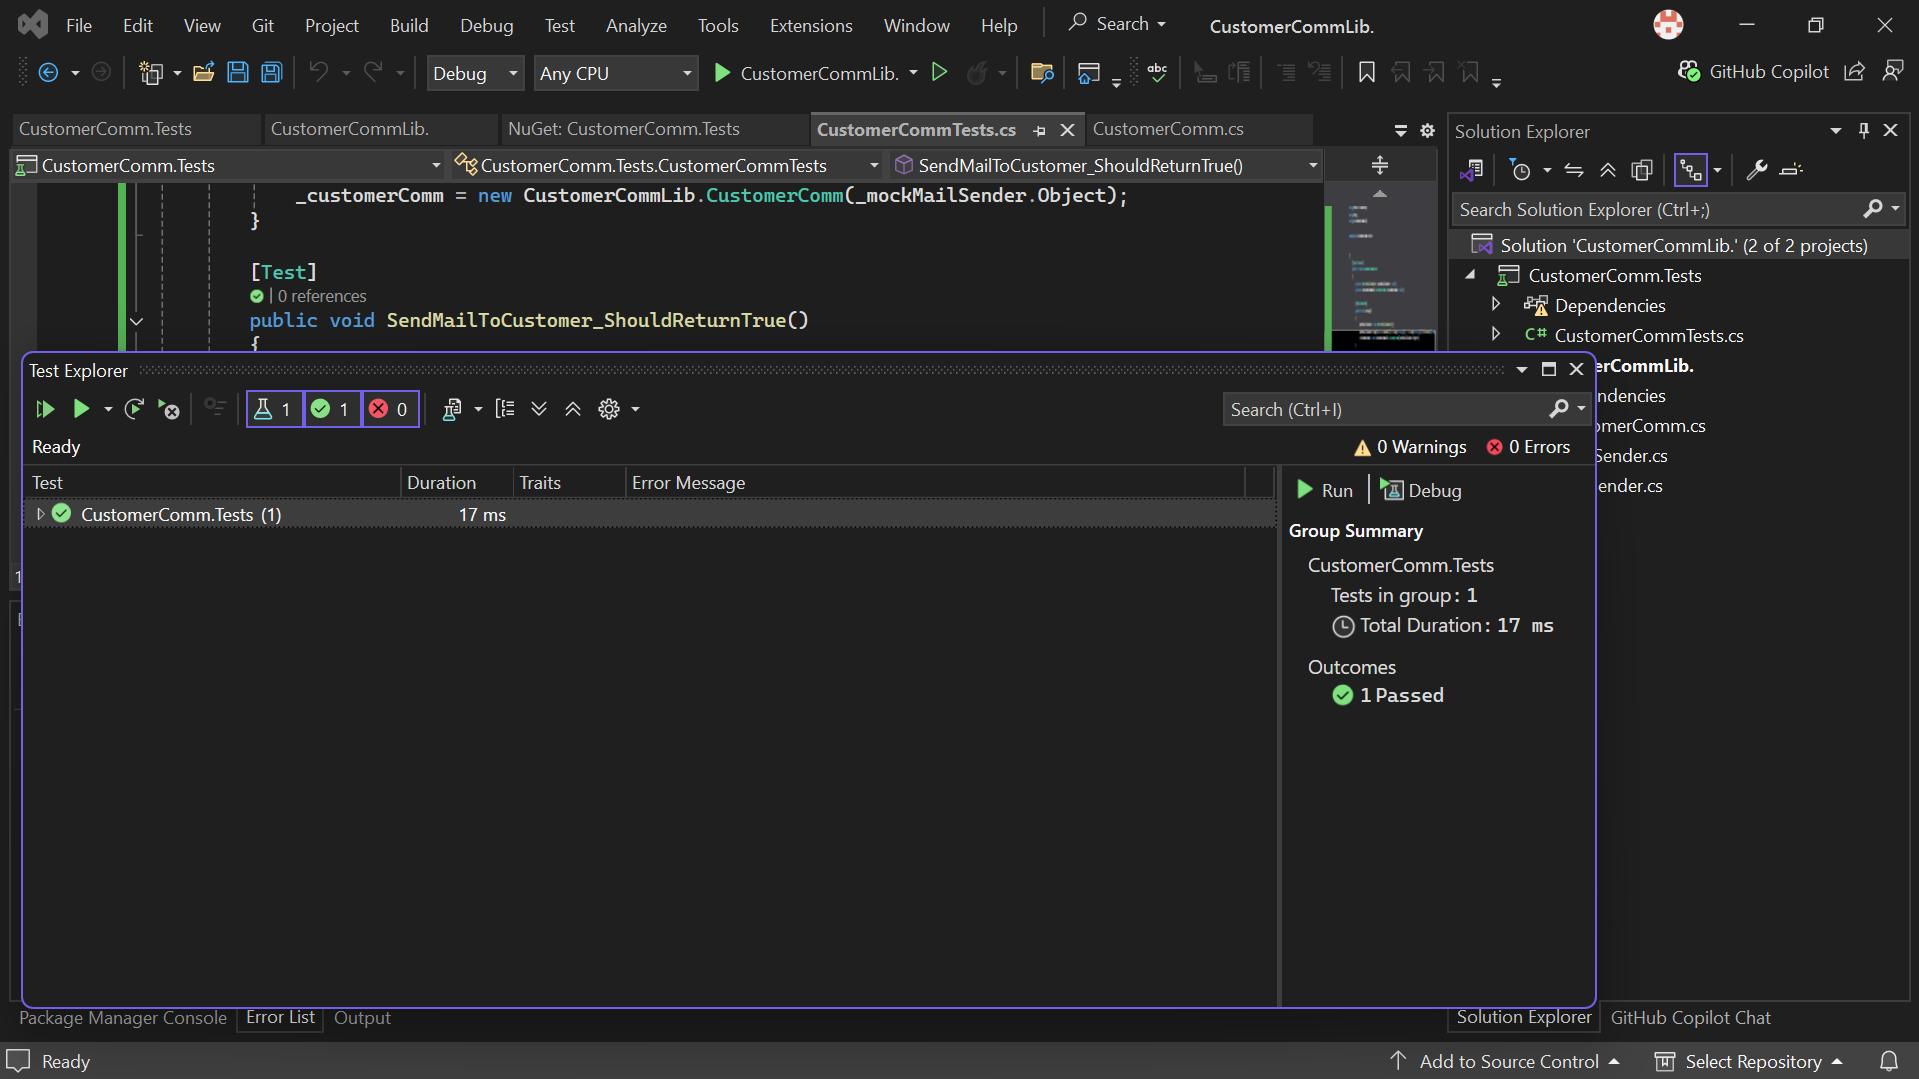 File Edit View Git Project Build Debug Test Analyze Tools Extensions Window Help Search CustomerCommLib.
Debug Any CPU CustomerCommLib. abc GitHub Copilot
CustomerComm.Tests CustomerCommLib. NuGet: CustomerComm.Tests CustomerCommTests.cs CustomerComm.cs
CustomerComm.Tests CustomerComm.Tests.CustomerCommTests SendMailToCustomer_ShouldReturnTrue()
_customerComm = new CustomerCommLib.CustomerComm(_mockMailSender.Object);
}
[Test]
0 references
public void SendMailToCustomer_ShouldReturnTrue()
{
Solution Explorer
Search Solution Explorer (Ctrl+;)
Solution 'CustomerCommLib.' (2 of 2 projects)
CustomerComm.Tests
Dependencies
C# CustomerCommTests.cs
erCommLib.
ndencies
omerComm.cs
Sender.cs
ender.cs
Test Explorer
1 1 0
Search (Ctrl+I)
Ready
0 Warnings 0 Errors
Test Duration Traits Error Message
CustomerComm.Tests (1) 17 ms
Run Debug
Group Summary
CustomerComm.Tests
Tests in group: 1
Total Duration: 17 ms
Outcomes
1 Passed
Package Manager Console Error List Output
Solution Explorer GitHub Copilot Chat
Ready
Add to Source Control Select Repository